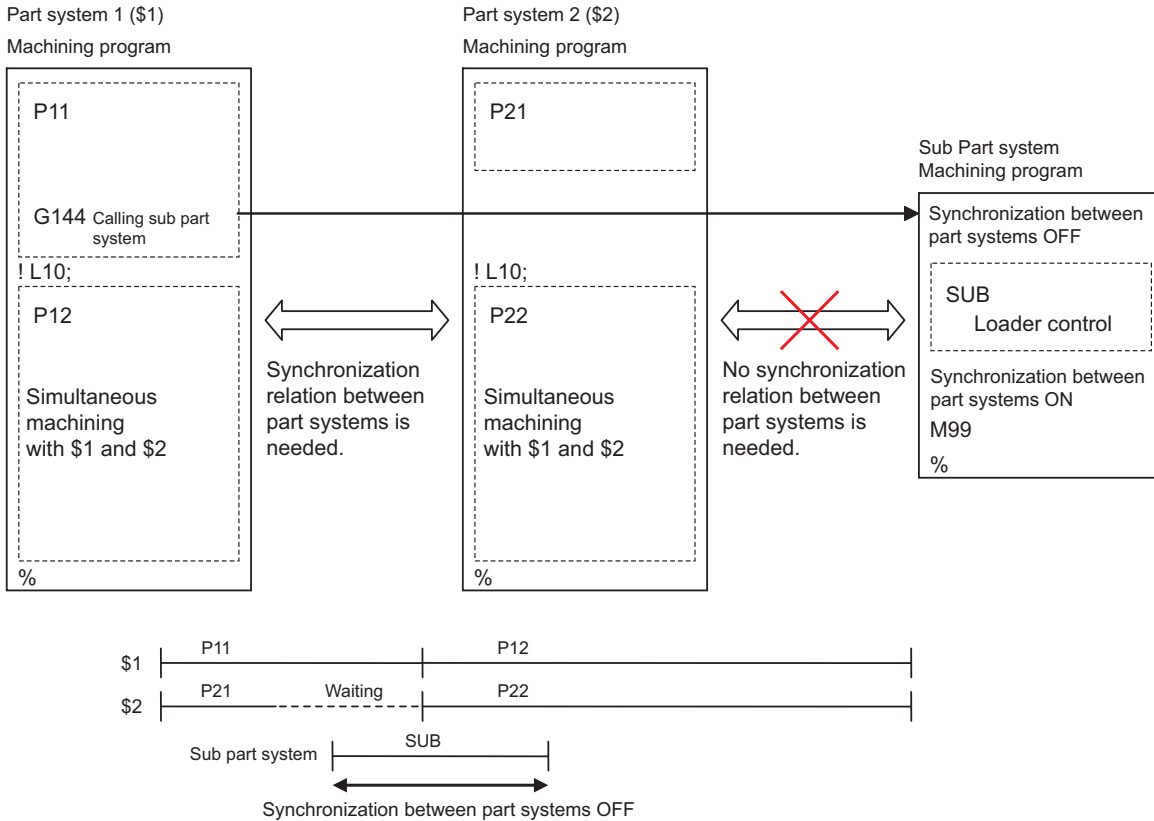 Part system 1 ($1)
Machining program
P11
G144 Calling sub part
system
! L10;
P12
Simultaneous
machining
with $1 and $2
%
Synchronization
relation between
part systems is
needed.
Part system 2 ($2)
Machining program
P21
! L10;
P22
Simultaneous
machining
with $1 and $2
%
No synchronization
relation between
part systems is
needed.
Sub Part system
Machining program
Synchronization between
part systems OFF
SUB
Loader control
Synchronization between
part systems ON
M99
%
$1 P11 P12
$2 P21 Waiting P22
Sub part system SUB
Synchronization between part systems OFF